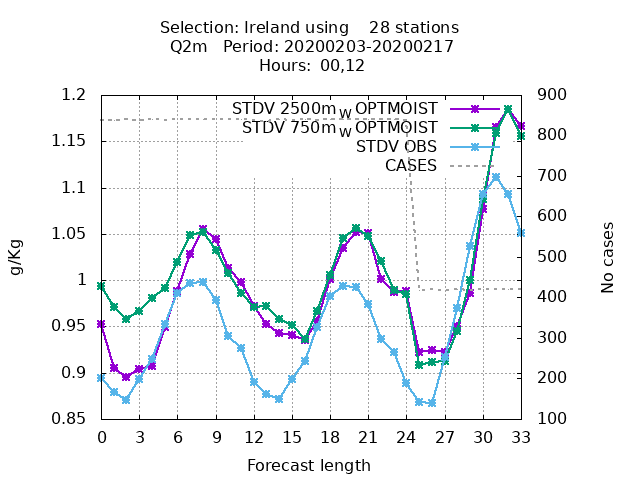 Selection: Ireland using 28 stations
Q2m Period: 20200203-20200217
Hours: 00,12
STDV 2500m_W OPTMOIST
STDV 750m_W OPTMOIST
STDV OBS
CASES
1.2
1.15
1.1
1.05
1
0.95
0.9
0.85
g/Kg
900
800
700
600
500
400
300
200
100
No cases
0 3 6 9 12 15 18 21 24 27 30 33
Forecast length